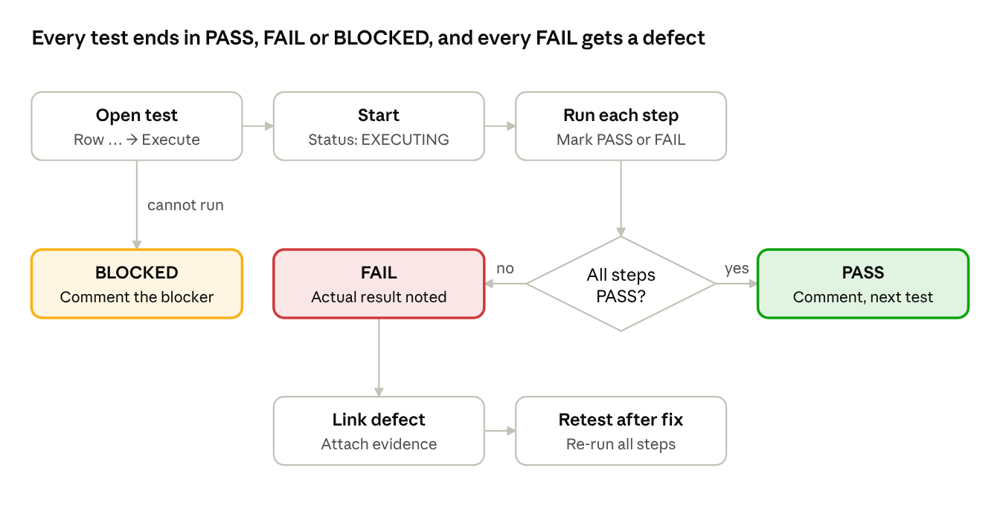 Every test ends in PASS, FAIL or BLOCKED, and every FAIL gets a defect
Open test
Row … → Execute
Start
Status: EXECUTING
Run each step
Mark PASS or FAIL
cannot run
BLOCKED
Comment the blocker
FAIL
Actual result noted
no
All steps
PASS?
yes
PASS
Comment, next test
Link defect
Attach evidence
Retest after fix
Re-run all steps